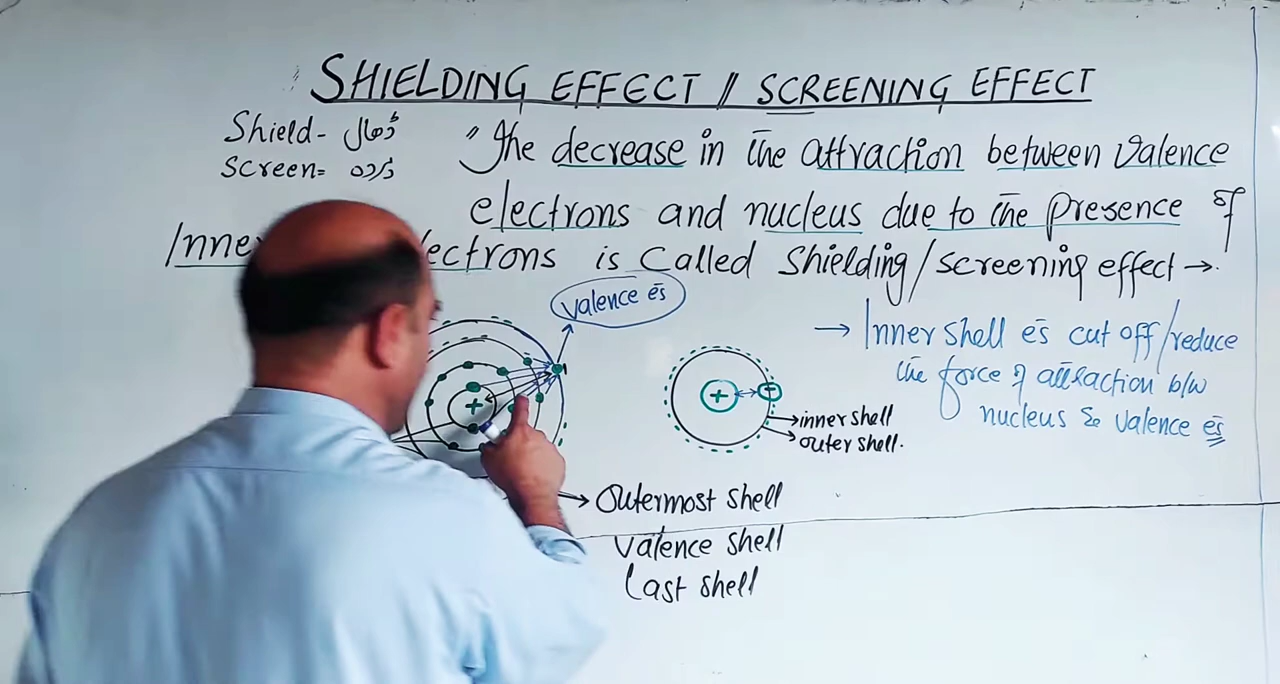 SHIELDING EFFECT // SCREENING EFFECT
Shield - ڈھال
Screen = پردہ
"The decrease in the attraction between Valence
electrons and nucleus due to the presence of
Inne lectrons is called Shielding/screening effect →.
valence es
→ Inner shell es cut off/reduce
the force of attraction b/w
nucleus & valence es
+
+
→ inner shell
→ outer shell.
→ Outermost shell
valence shell
Last shell